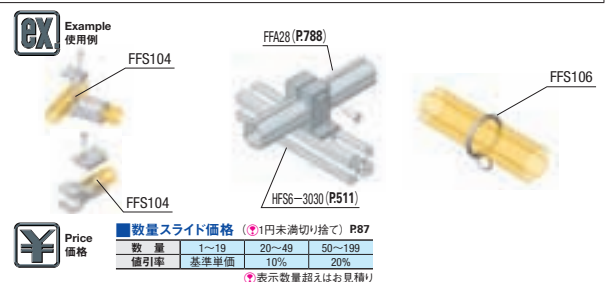 ex.
Example
使用例
FFS104
FFS104
FFA28(P.788)
HFS6−3030(P.511)
FFS106
¥
Price
価格
■数量スライド価格 (1円未満切り捨て) P.87
数 量 1〜19 20〜49 50〜199
値引率 基準単価 10% 20%
表示数量超えはお見積り